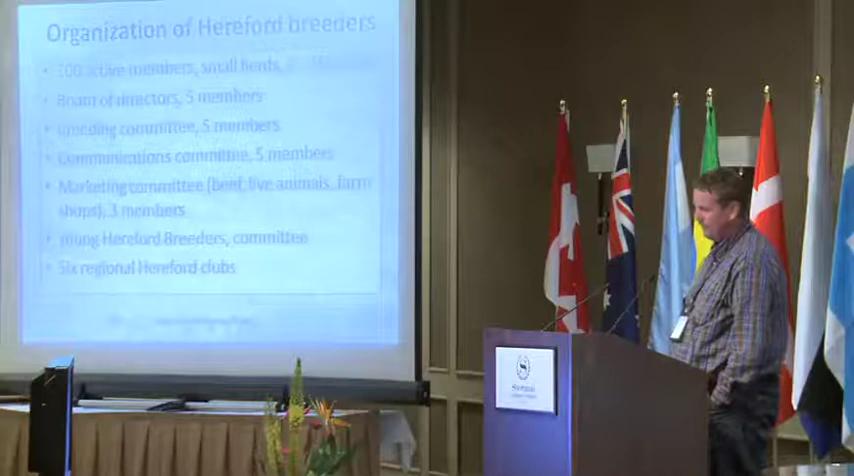 Organization of Hereford breeders
• 100 active members, small herds,
• Board of directors, 5 members
• Breeding committee, 5 members
• Communications committee, 5 members
• Marketing committee (beef, live animals, farm
shops), 3 members
• Young Hereford Breeders, committee
• Six regional Hereford clubs
Sheraton